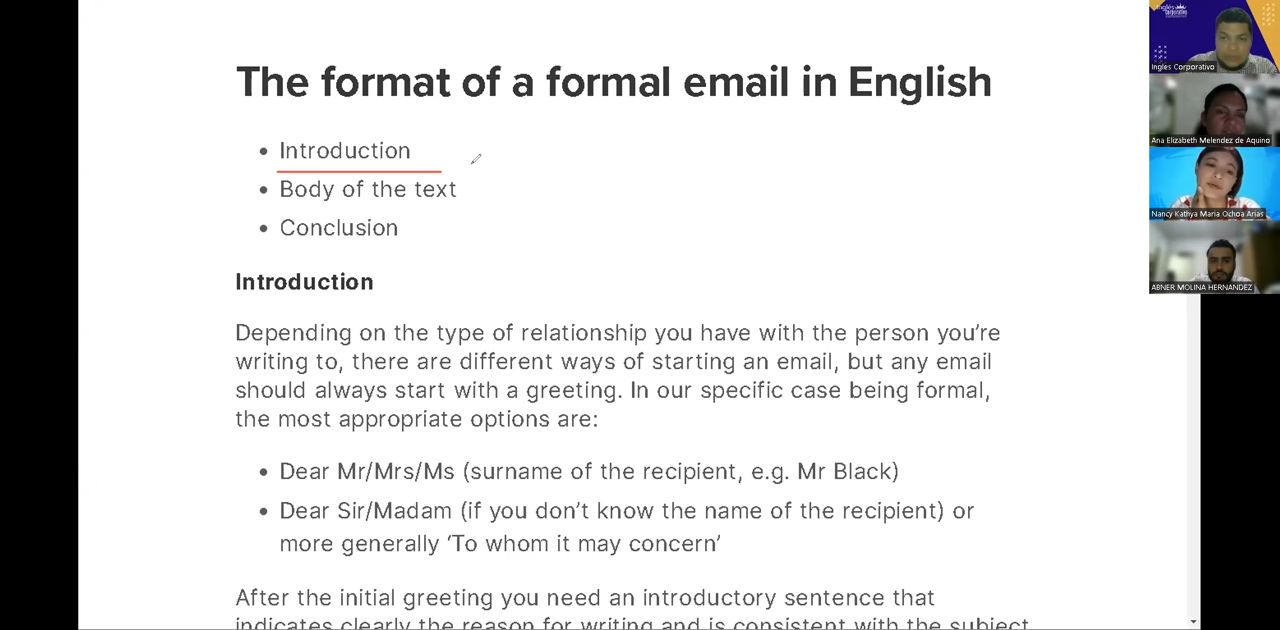 The format of a formal email in English
Introduction
Body of the text
Conclusion
Introduction
Depending on the type of relationship you have with the person you're
writing to, there are different ways of starting an email, but any email
should always start with a greeting. In our specific case being formal,
the most appropriate options are:
Dear Mr/Mrs/Ms (surname of the recipient, e.g. Mr Black)
Dear Sir/Madam (if you don't know the name of the recipient) or
more generally ‘To whom it may concern’
After the initial greeting you need an introductory sentence that
indicates clearly the reason for writing and is consistent with the subject
Inglés corporativo
Ingles Corporativo
Ana Elizabeth Melendez de Aquino
Nancy Kathya Maria Ochoa Arias
ABNER MOLINA HERNANDEZ